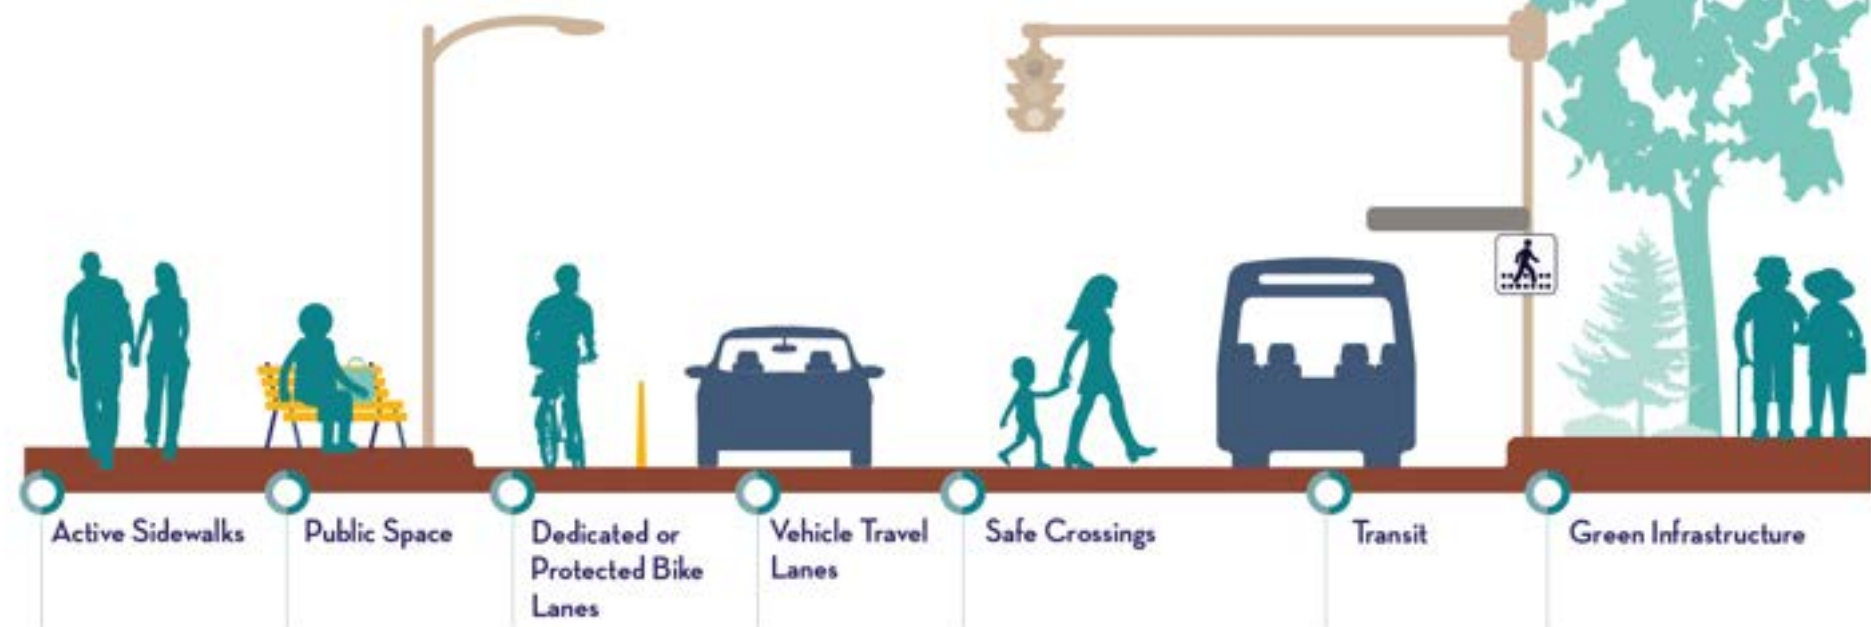 Active Sidewalks
Public Space
Dedicated or
Protected Bike
Lanes
Vehicle Travel
Lanes
Safe Crossings
Transit
Green Infrastructure